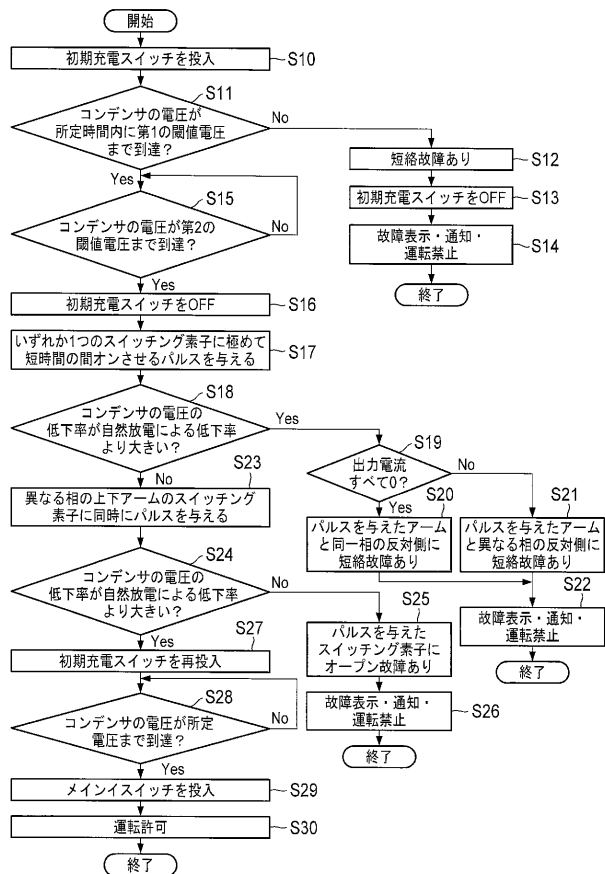 開始
初期充電スイッチを投入
S10
S11
コンデンサの電圧が
所定時間内に第1の閾値電圧
まで到達？
No
Yes
短絡故障あり
S12
初期充電スイッチをOFF
S13
故障表示・通知・
運転禁止
S14
終了
S15
コンデンサの電圧が第2の
閾値電圧まで到達？
No
Yes
初期充電スイッチをOFF
S16
いずれか1つのスイッチング素子に極めて
短時間の間オンさせるパルスを与える
S17
S18
コンデンサの電圧の
低下率が自然放電による低下率
より大きい？
Yes
No
S19
出力電流
すべて0？
No
Yes
S20
パルスを与えたアーム
と同一相の反対側に
短絡故障あり
S21
パルスを与えたアーム
と異なる相の反対側に
短絡故障あり
S22
故障表示・通知・
運転禁止
終了
S23
異なる相の上下アームのスイッチング
素子に同時にパルスを与える
S24
コンデンサの電圧の
低下率が自然放電による低下率
より大きい？
No
Yes
S25
パルスを与えた
スイッチング素子に
オープン故障あり
故障表示・通知・
運転禁止
S26
終了
S27
初期充電スイッチを再投入
S28
コンデンサの電圧が所定
電圧まで到達？
No
Yes
メインイスイッチを投入
S29
運転許可
S30
終了